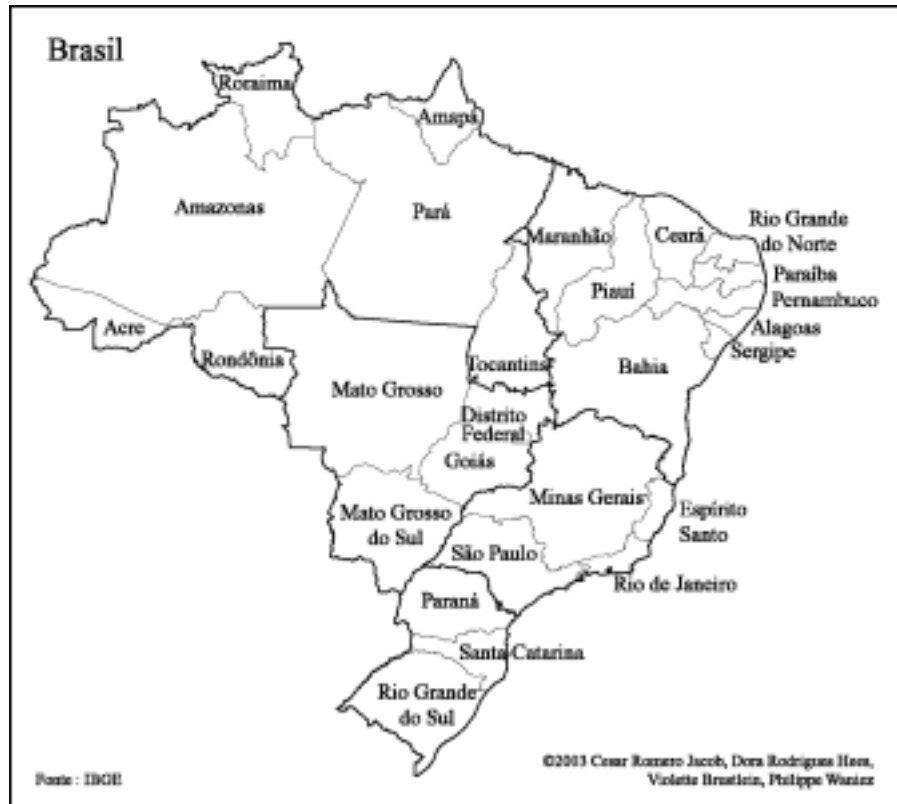 Brasil
Roraima
Amapá
Amazonas
Pará
Maranhão
Ceará
Rio Grande
do Norte
Paraíba
Piauí
Pernambuco
Acre
Alagoas
Rondônia
Tocantins
Sergipe
Bahia
Mato Grosso
Distrito
Federal
Goiás
Minas Gerais
Mato Grosso
do Sul
Espírito
Santo
São Paulo
Rio de Janeiro
Paraná
Santa Catarina
Rio Grande
do Sul
Fonte : IBGE
©2003 Cesar Romero Jacob, Dora Rodrigues Hees,
Violette Brustlein, Philippe Waniez